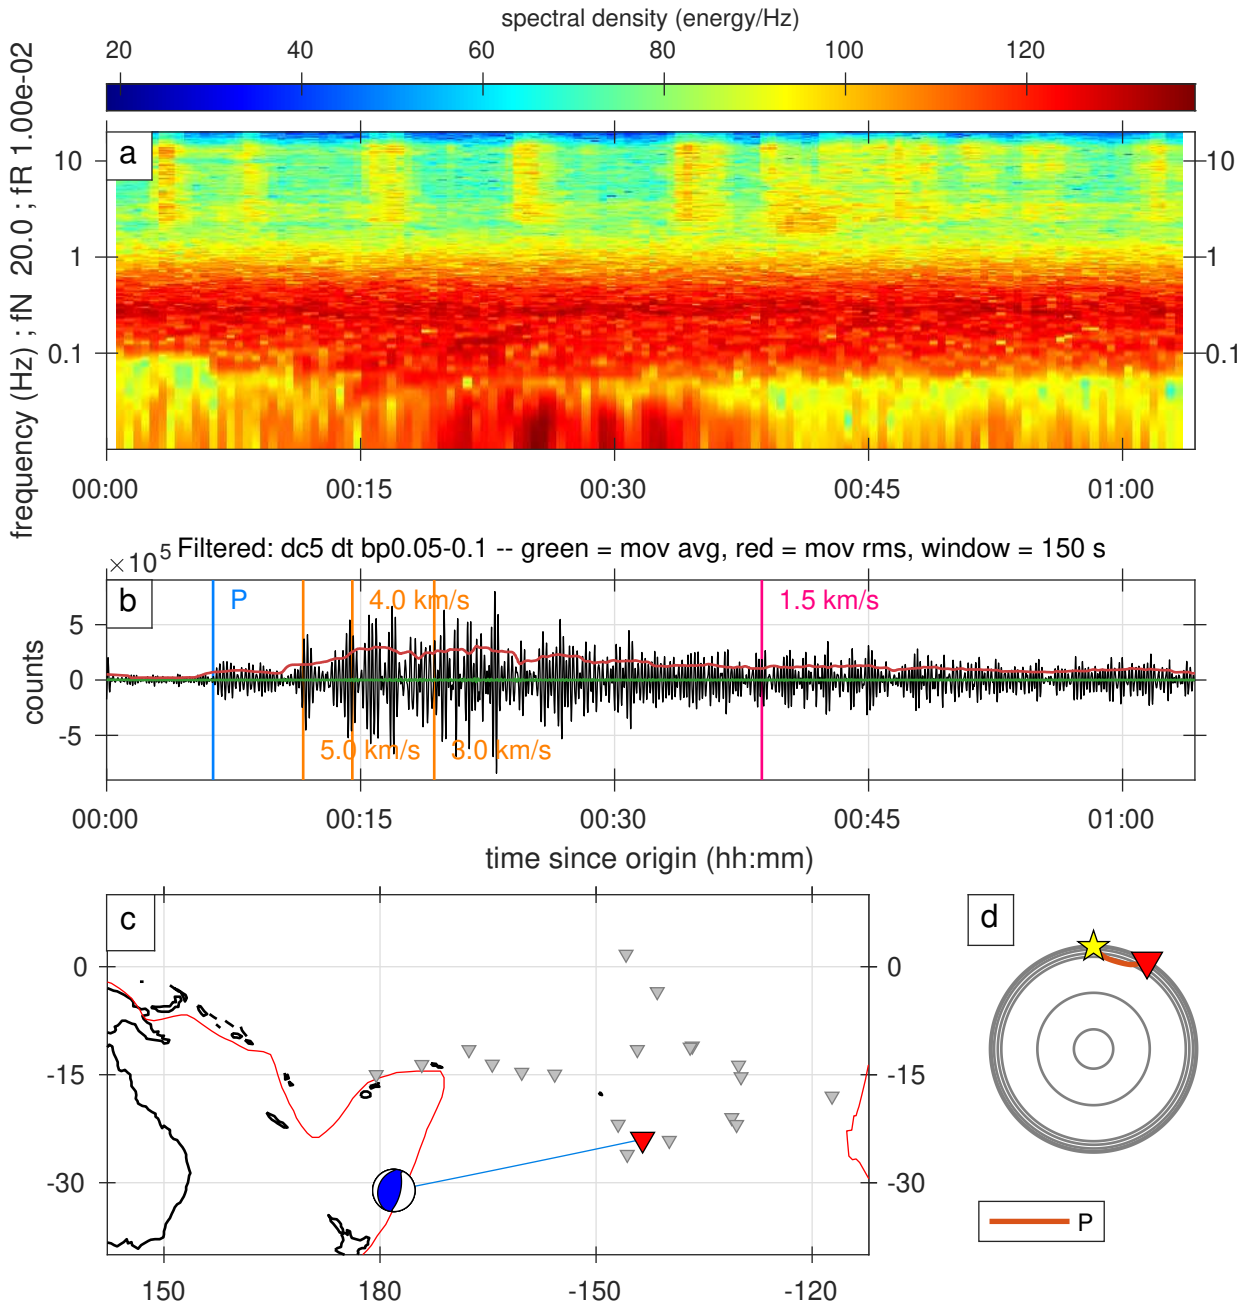 spectral density (energy/Hz)
20 40 60 80 100 120
frequency (Hz) ; fN 20.0 ; fR 1.00e-02
a
10 10
1 1
0.1 0.1
00:00 00:15 00:30 00:45 01:00
×10^5 Filtered: dc5 dt bp0.05-0.1 -- green = mov avg, red = mov rms, window = 150 s
b
P 4.0 km/s 1.5 km/s
counts
5
0
-5
5.0 km/s 3.0 km/s
00:00 00:15 00:30 00:45 01:00
time since origin (hh:mm)
c
d
0 0
-15 -15
-30 -30
150 180 -150 -120
P